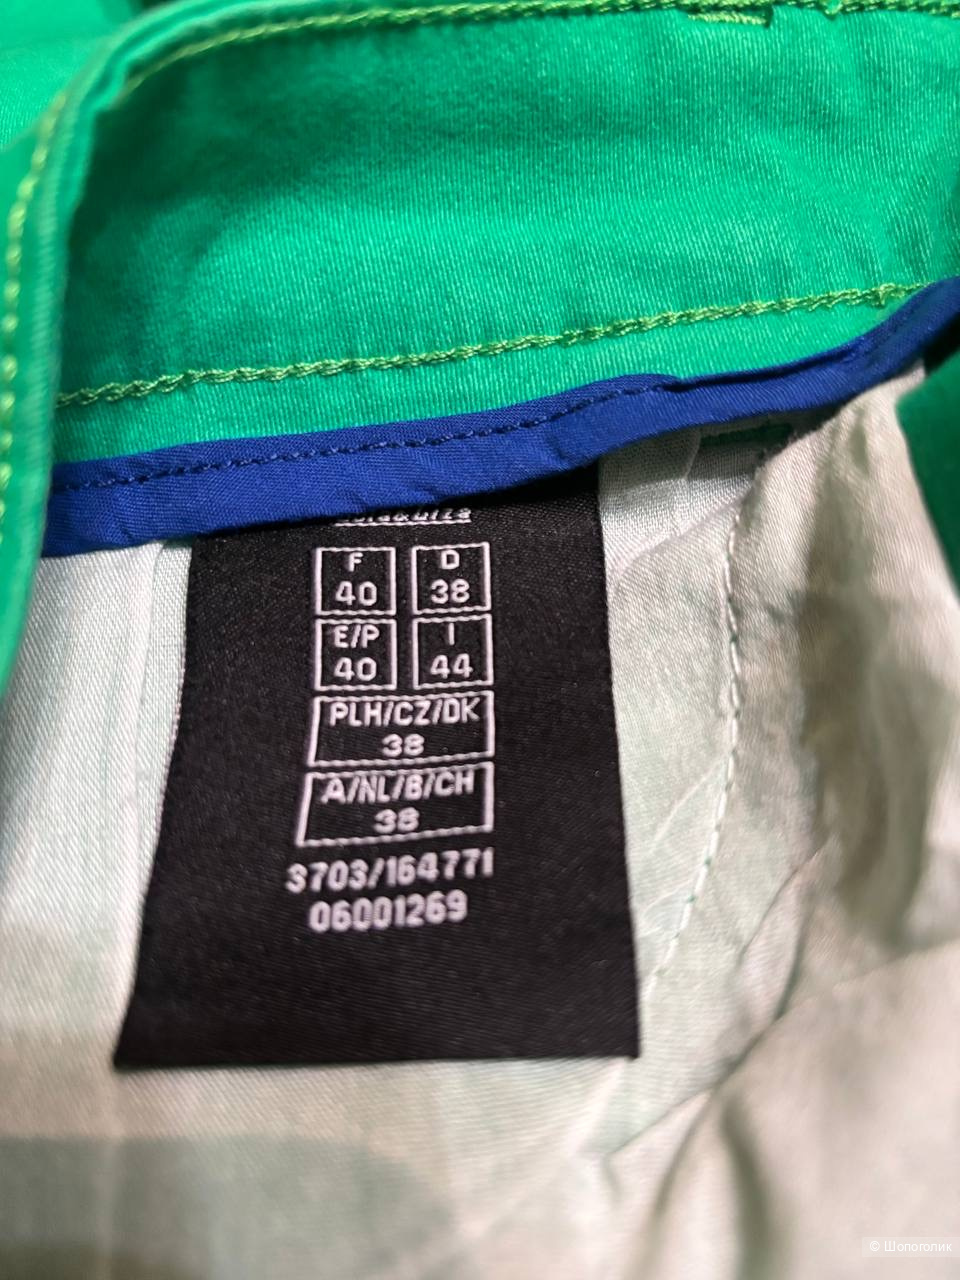 F
40
D
38
E/P
40
I
44
PLH/CZ/DK
38
A/NL/B/CH
38
3703/164771
06001269
© Шопоголик